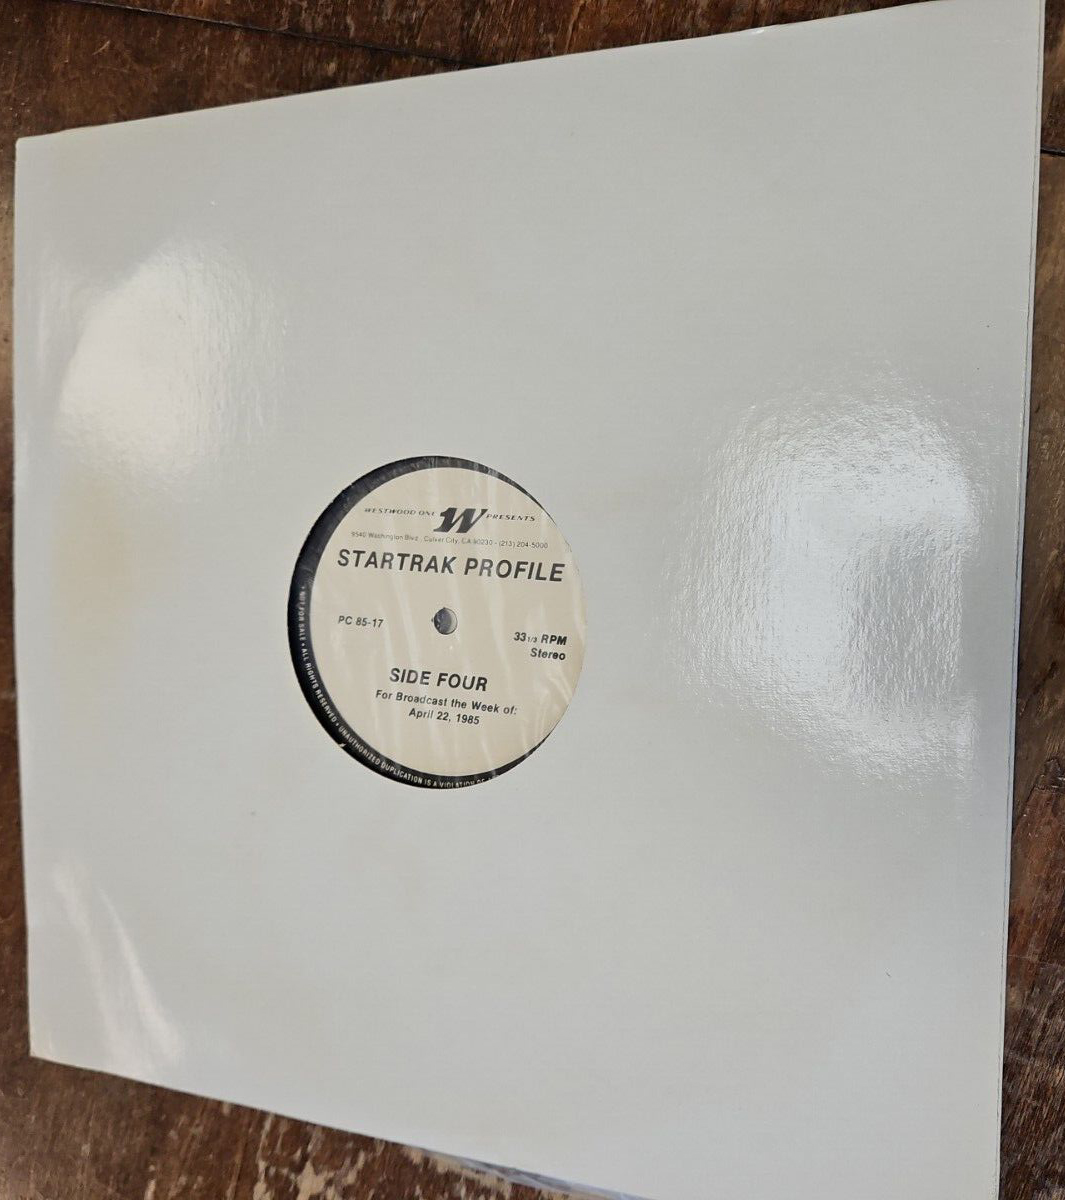 WESTWOOD ONE W PRESENTS
9540 Washington Blvd., Culver City, CA 90230 - (213) 204-5000
STARTRAK PROFILE
PC 85-17
33 1/3 RPM
Stereo
SIDE FOUR
For Broadcast the Week of:
April 22, 1985
• NOT FOR SALE • ALL RIGHTS RESERVED • UNAUTHORIZED DUPLICATION IS A VIOLATION OF